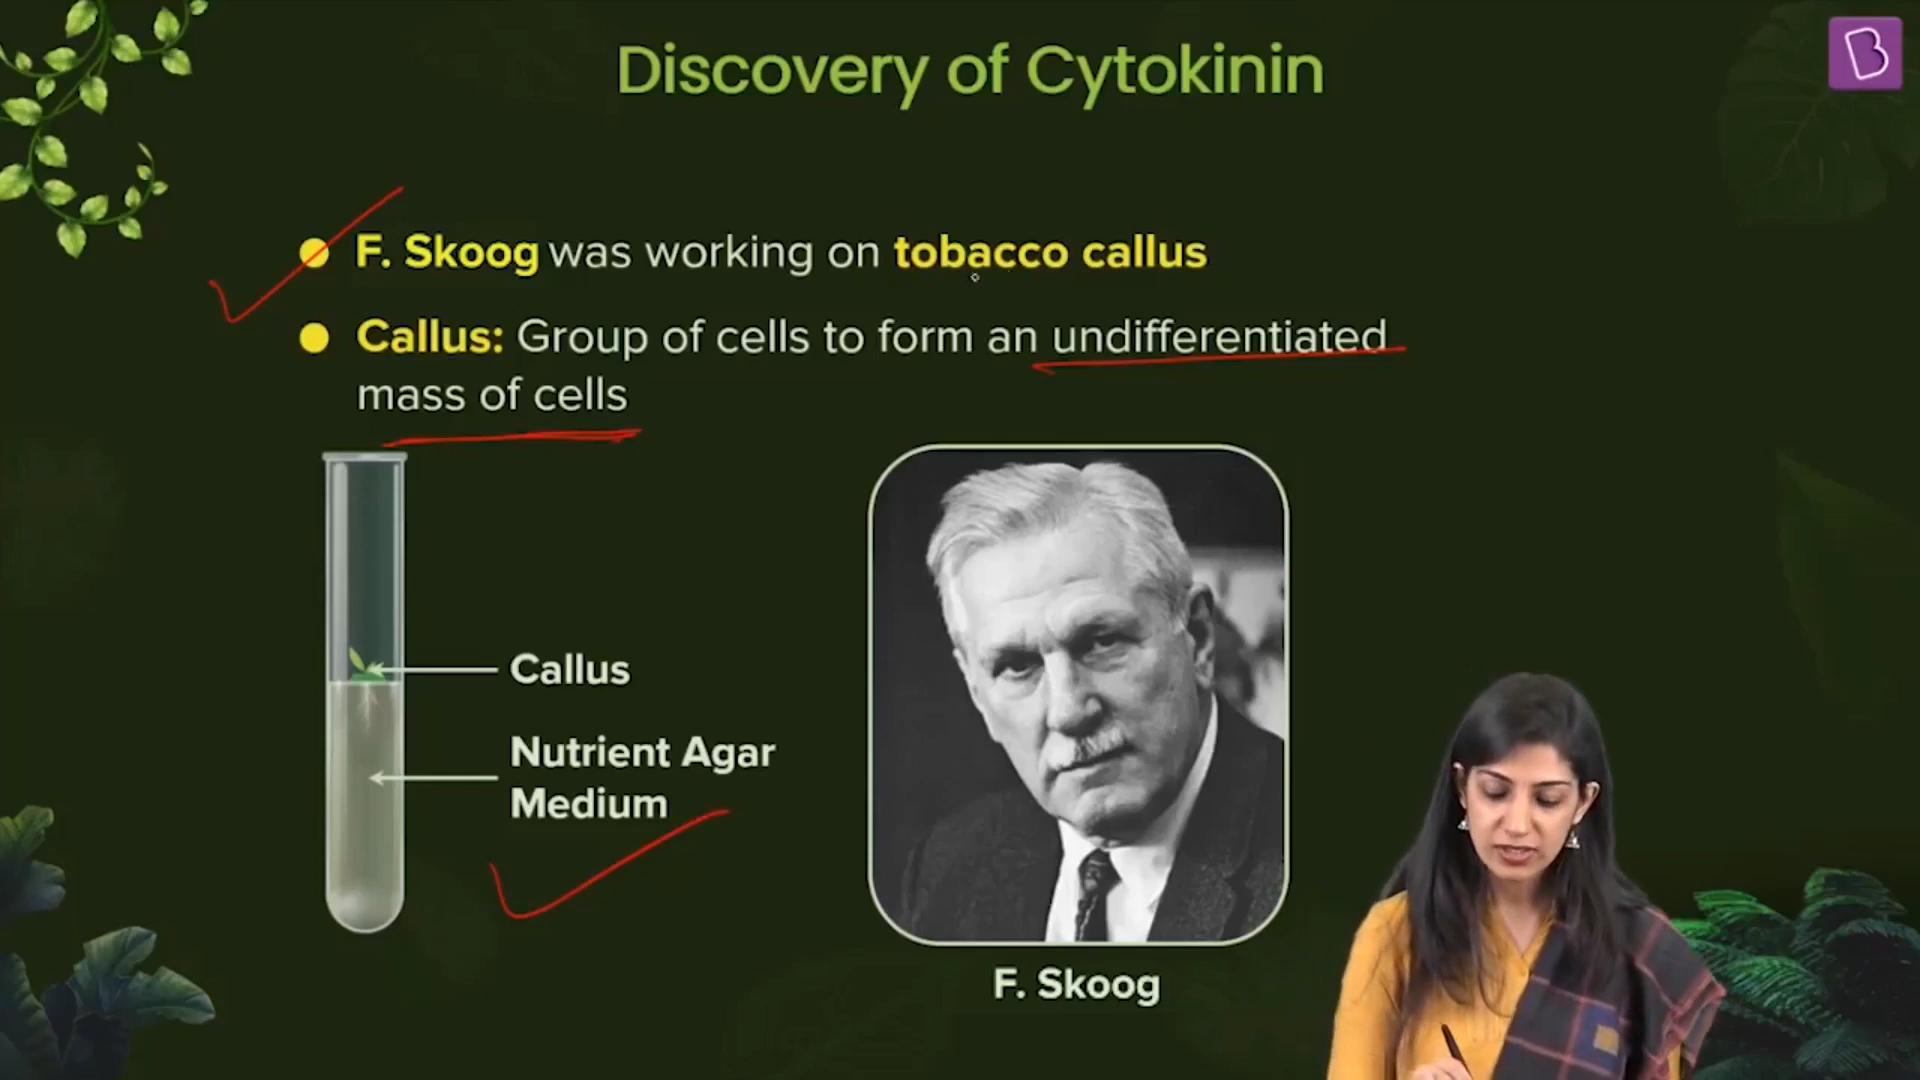 Discovery of Cytokinin
F. Skoog was working on tobacco callus
Callus: Group of cells to form an undifferentiated
mass of cells
Callus
Nutrient Agar
Medium
F. Skoog